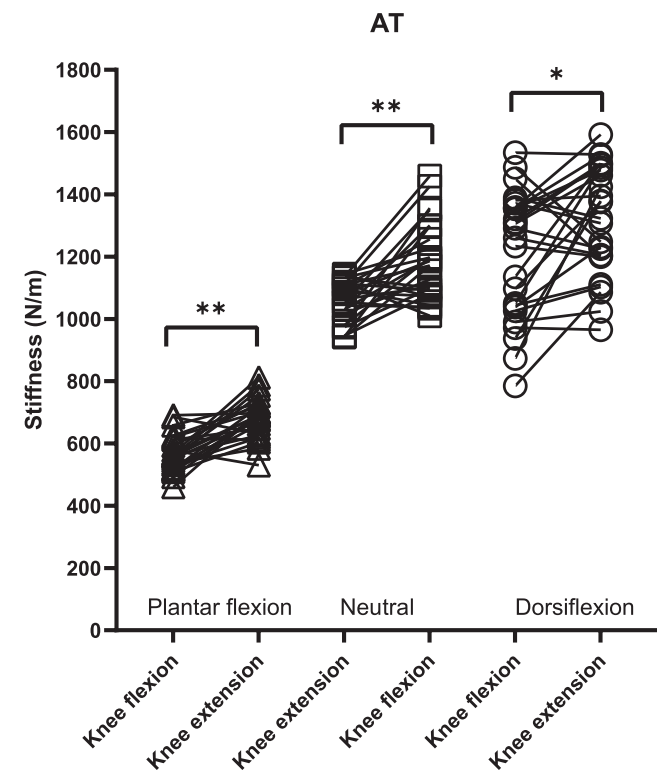 AT
Stiffness (N/m)
1800
1600
1400
1200
1000
800
600
400
200
0
**
**
*
Plantar flexion
Neutral
Dorsiflexion
Knee flexion
Knee extension
Knee extension
Knee flexion
Knee flexion
Knee extension